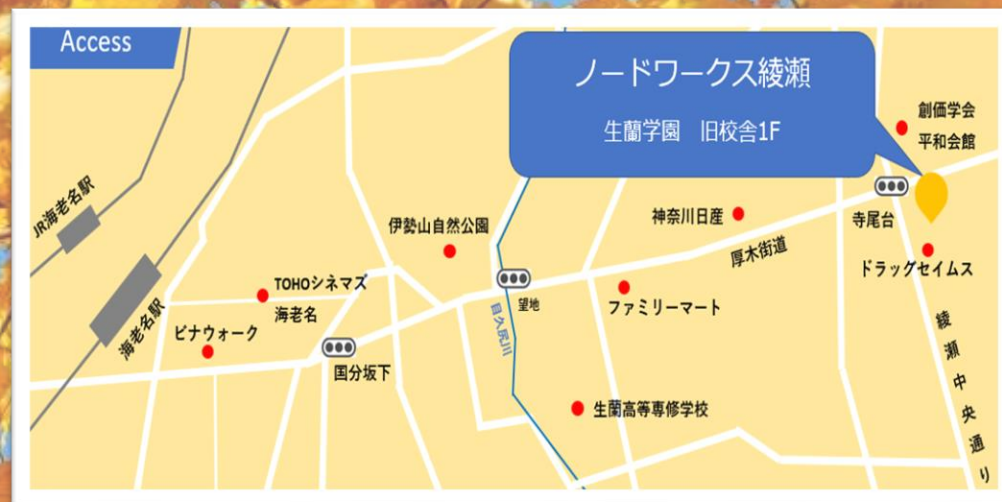 Access
ノードワークス綾瀬
生蘭学園 旧校舎1F
創価学会
平和会館
JR海老名駅
伊勢山自然公園
神奈川日産
寺尾台
厚木街道
ドラッグセイムス
TOHOシネマズ
海老名
海老名駅
望地
ファミリーマート
目久尻川
ビナウォーク
国分坂下
綾瀬中央通り
生蘭高等専修学校